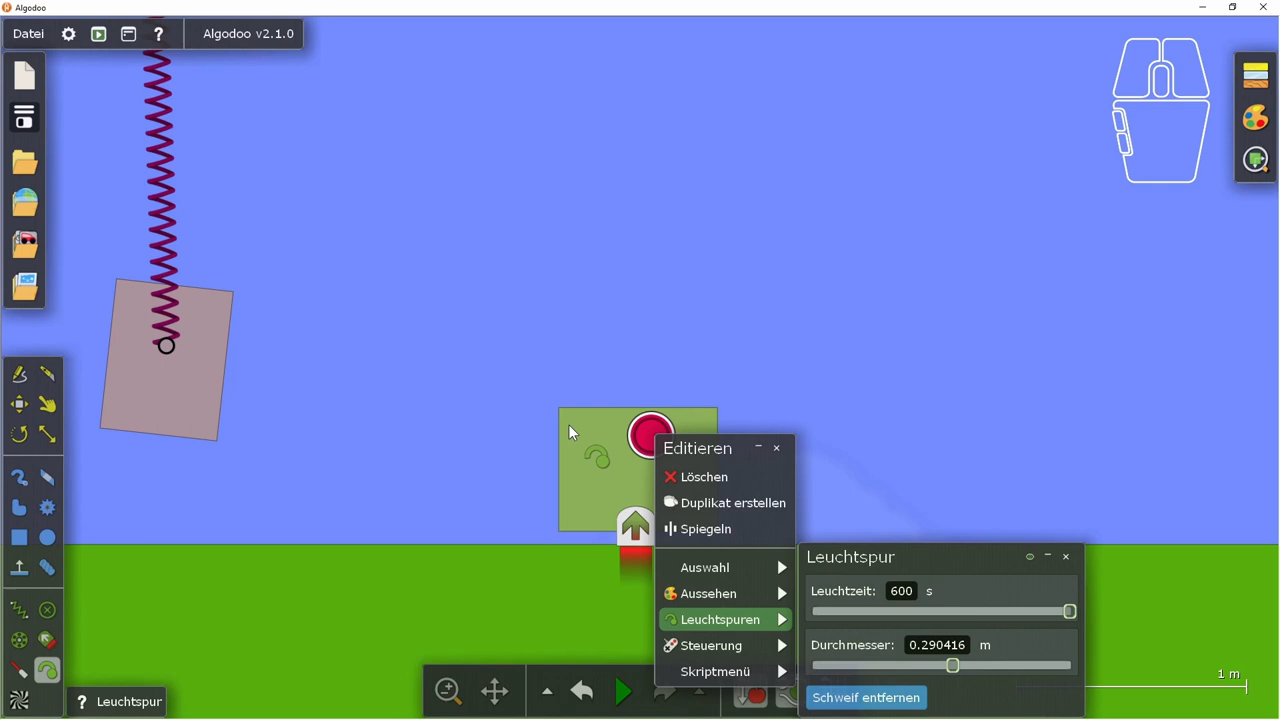 Algodoo
Datei
?
Algodoo v2.1.0
Editieren
Löschen
Duplikat erstellen
Spiegeln
Auswahl
Aussehen
Leuchtspuren
Steuerung
Skriptmenü
Leuchtspur
Leuchtzeit: 600 s
Durchmesser: 0.290416 m
Schweif entfernen
1 m
? Leuchtspur